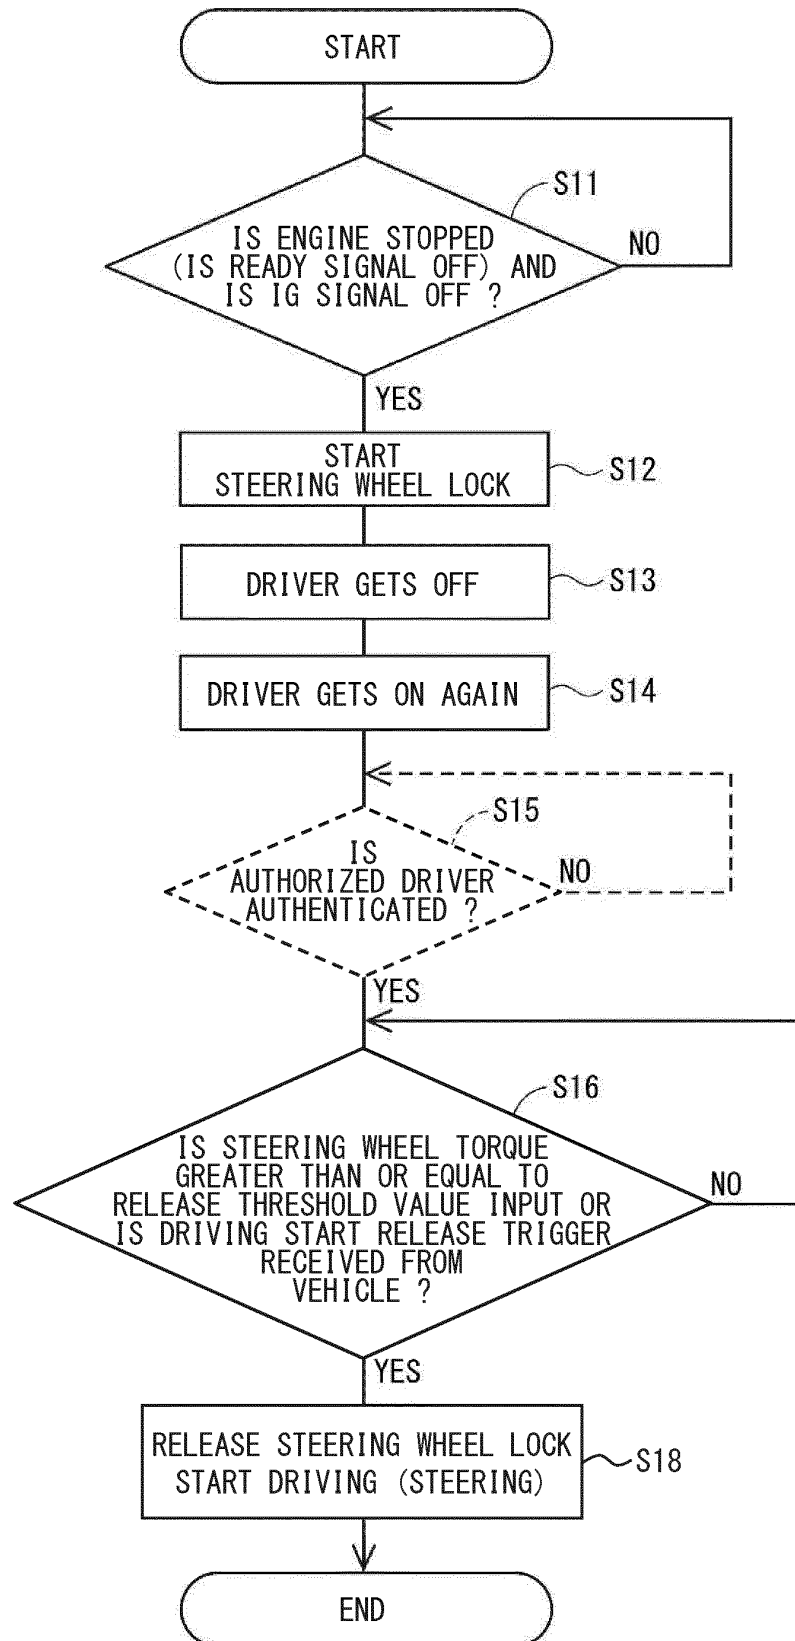 START
S11
IS ENGINE STOPPED
(IS READY SIGNAL OFF) AND
IS IG SIGNAL OFF ?
NO
YES
START
STEERING WHEEL LOCK
S12
DRIVER GETS OFF
S13
DRIVER GETS ON AGAIN
S14
S15
IS
AUTHORIZED DRIVER
AUTHENTICATED ?
NO
YES
S16
IS STEERING WHEEL TORQUE
GREATER THAN OR EQUAL TO
RELEASE THRESHOLD VALUE INPUT OR
IS DRIVING START RELEASE TRIGGER
RECEIVED FROM
VEHICLE ?
NO
YES
RELEASE STEERING WHEEL LOCK
START DRIVING (STEERING)
S18
END